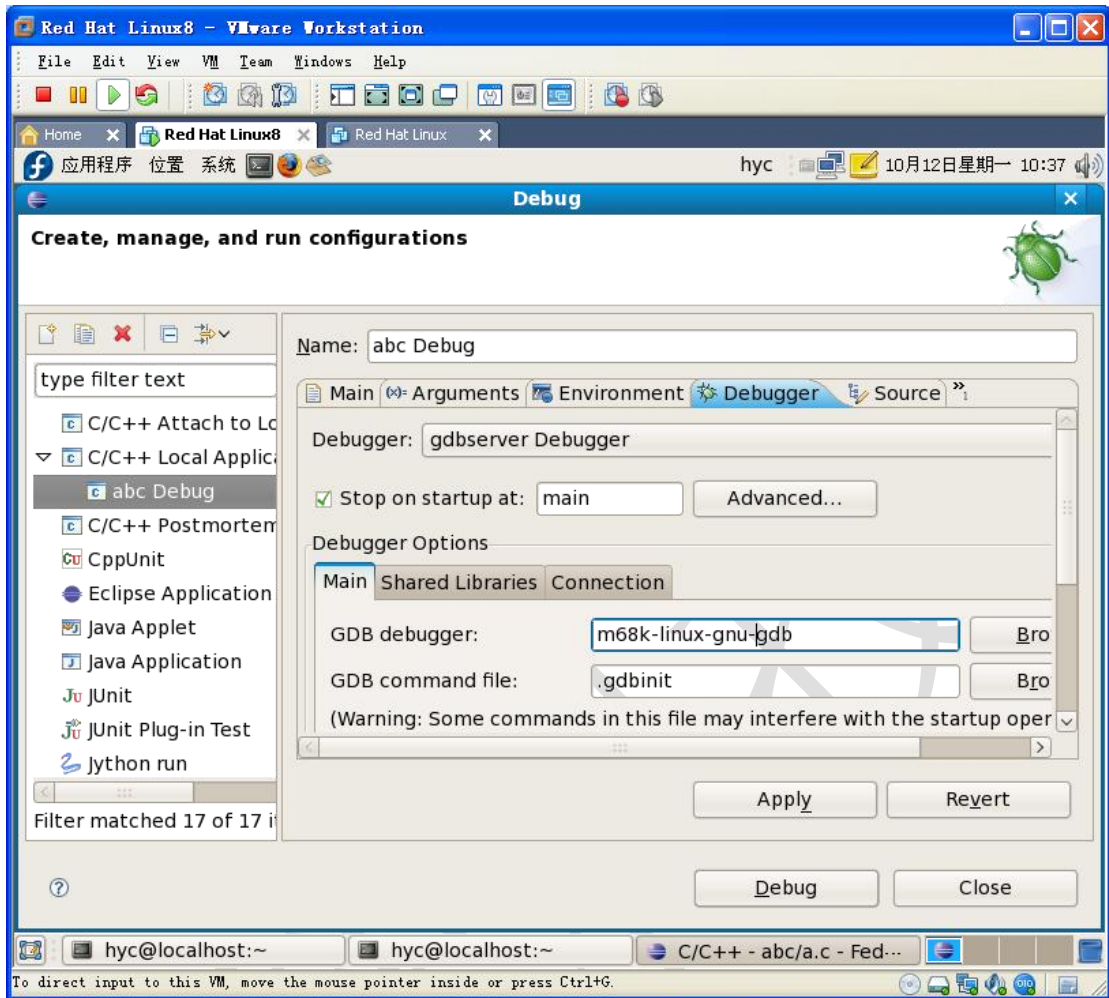 Red Hat Linux8 - VMware Workstation
File Edit View VM Team Windows Help
Home Red Hat Linux8 Red Hat Linux
应用程序 位置 系统 hyc 10月12日星期一 10:37
Debug
Create, manage, and run configurations
Name: abc Debug
type filter text
Main (x)= Arguments Environment Debugger Source »1
C/C++ Attach to Lo
Debugger: gdbserver Debugger
C/C++ Local Applic
abc Debug
Stop on startup at: main Advanced...
C/C++ Postmortem
Debugger Options
CppUnit
Main Shared Libraries Connection
Eclipse Application
Java Applet
GDB debugger: m68k-linux-gnu-gdb Bro
Java Application
GDB command file: .gdbinit Bro
JUnit
(Warning: Some commands in this file may interfere with the startup oper
JUnit Plug-in Test
Jython run
Apply Revert
Filter matched 17 of 17 it
Debug Close
hyc@localhost:~ hyc@localhost:~ C/C++ - abc/a.c - Fed···
To direct input to this VM, move the mouse pointer inside or press Ctrl+G.